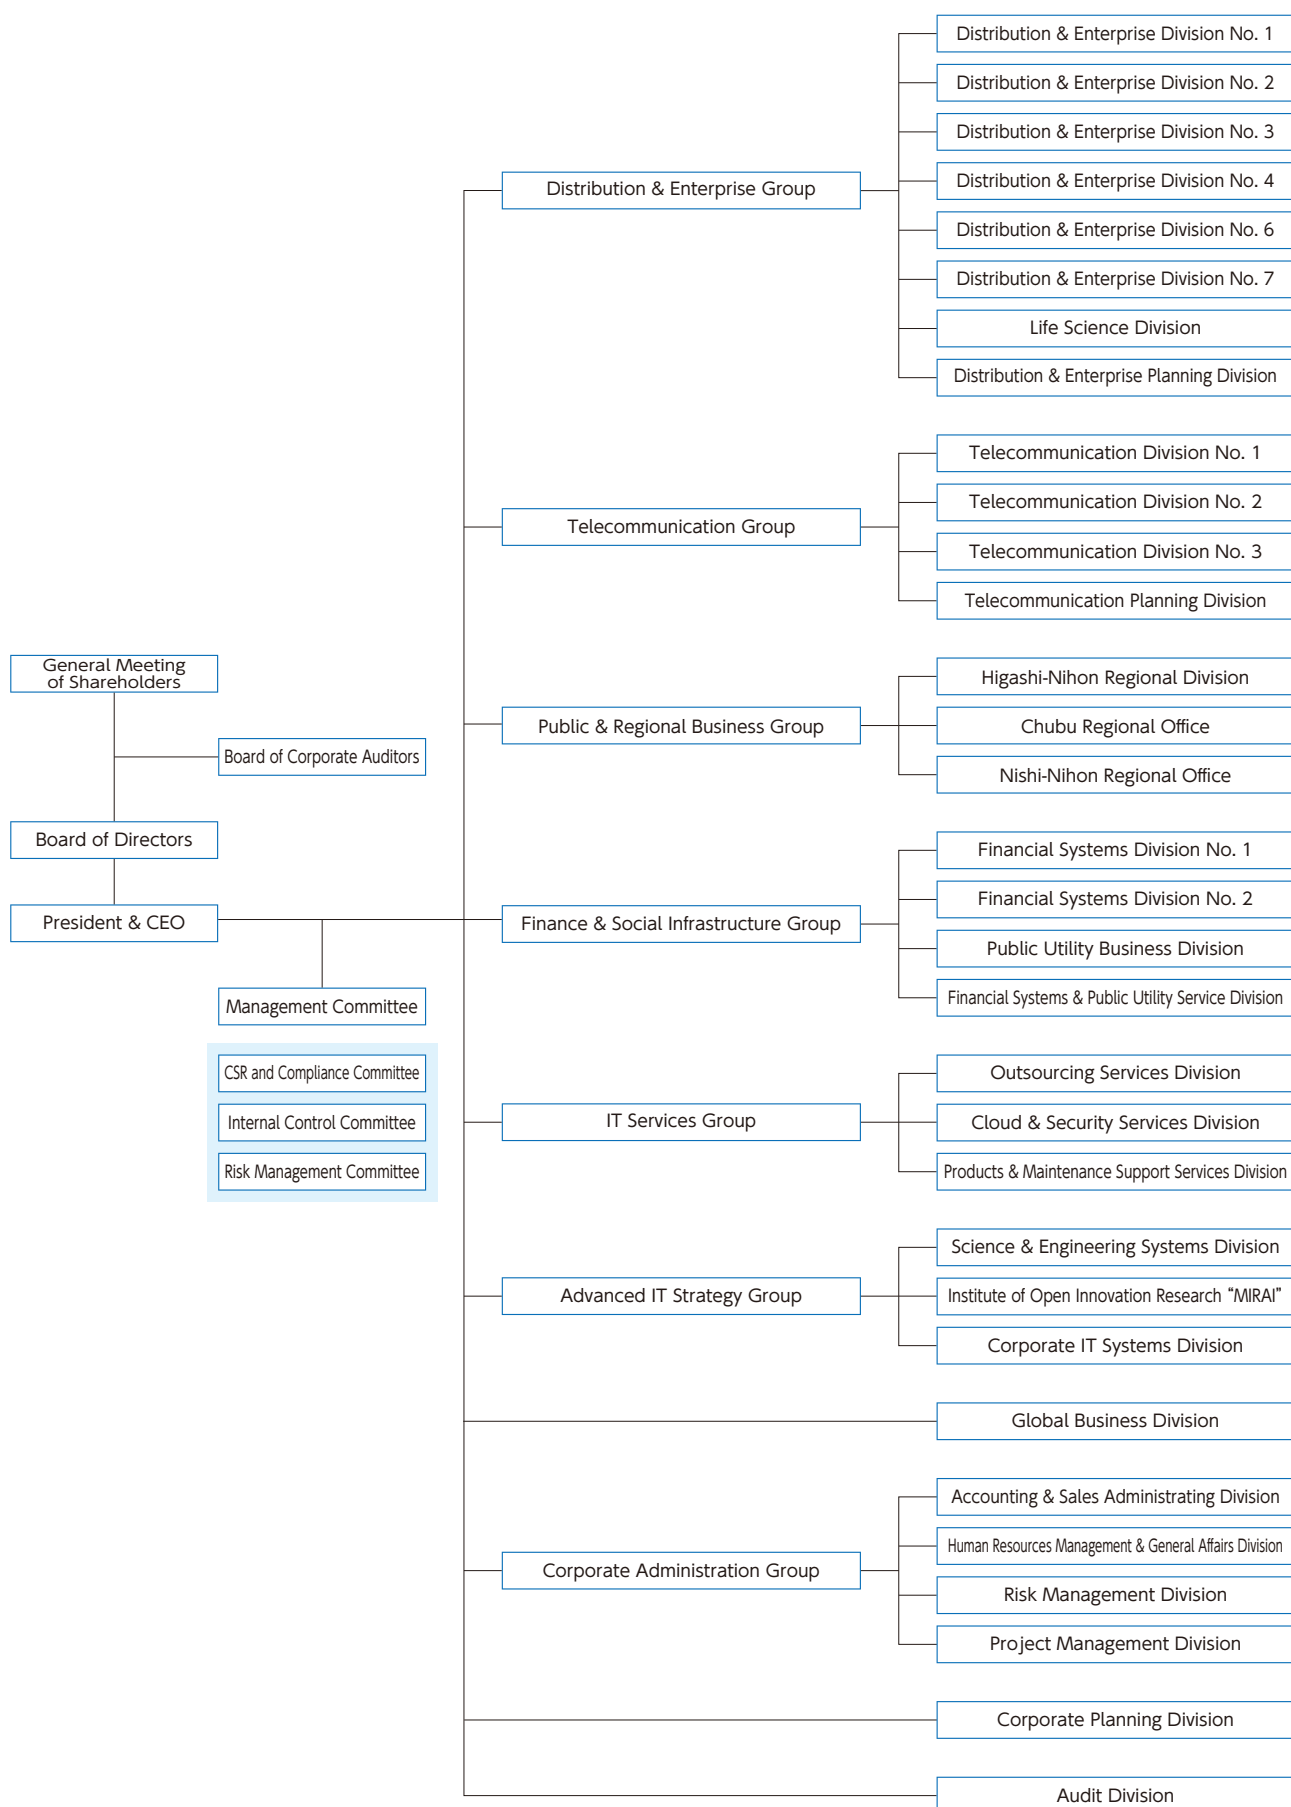 General Meeting
of Shareholders
Board of Corporate Auditors
Board of Directors
President & CEO
Management Committee
CSR and Compliance Committee
Internal Control Committee
Risk Management Committee
Distribution & Enterprise Group
Distribution & Enterprise Division No. 1
Distribution & Enterprise Division No. 2
Distribution & Enterprise Division No. 3
Distribution & Enterprise Division No. 4
Distribution & Enterprise Division No. 6
Distribution & Enterprise Division No. 7
Life Science Division
Distribution & Enterprise Planning Division
Telecommunication Group
Telecommunication Division No. 1
Telecommunication Division No. 2
Telecommunication Division No. 3
Telecommunication Planning Division
Public & Regional Business Group
Higashi-Nihon Regional Division
Chubu Regional Office
Nishi-Nihon Regional Office
Finance & Social Infrastructure Group
Financial Systems Division No. 1
Financial Systems Division No. 2
Public Utility Business Division
Financial Systems & Public Utility Service Division
IT Services Group
Outsourcing Services Division
Cloud & Security Services Division
Products & Maintenance Support Services Division
Advanced IT Strategy Group
Science & Engineering Systems Division
Institute of Open Innovation Research “MIRAI”
Corporate IT Systems Division
Global Business Division
Corporate Administration Group
Accounting & Sales Administrating Division
Human Resources Management & General Affairs Division
Risk Management Division
Project Management Division
Corporate Planning Division
Audit Division